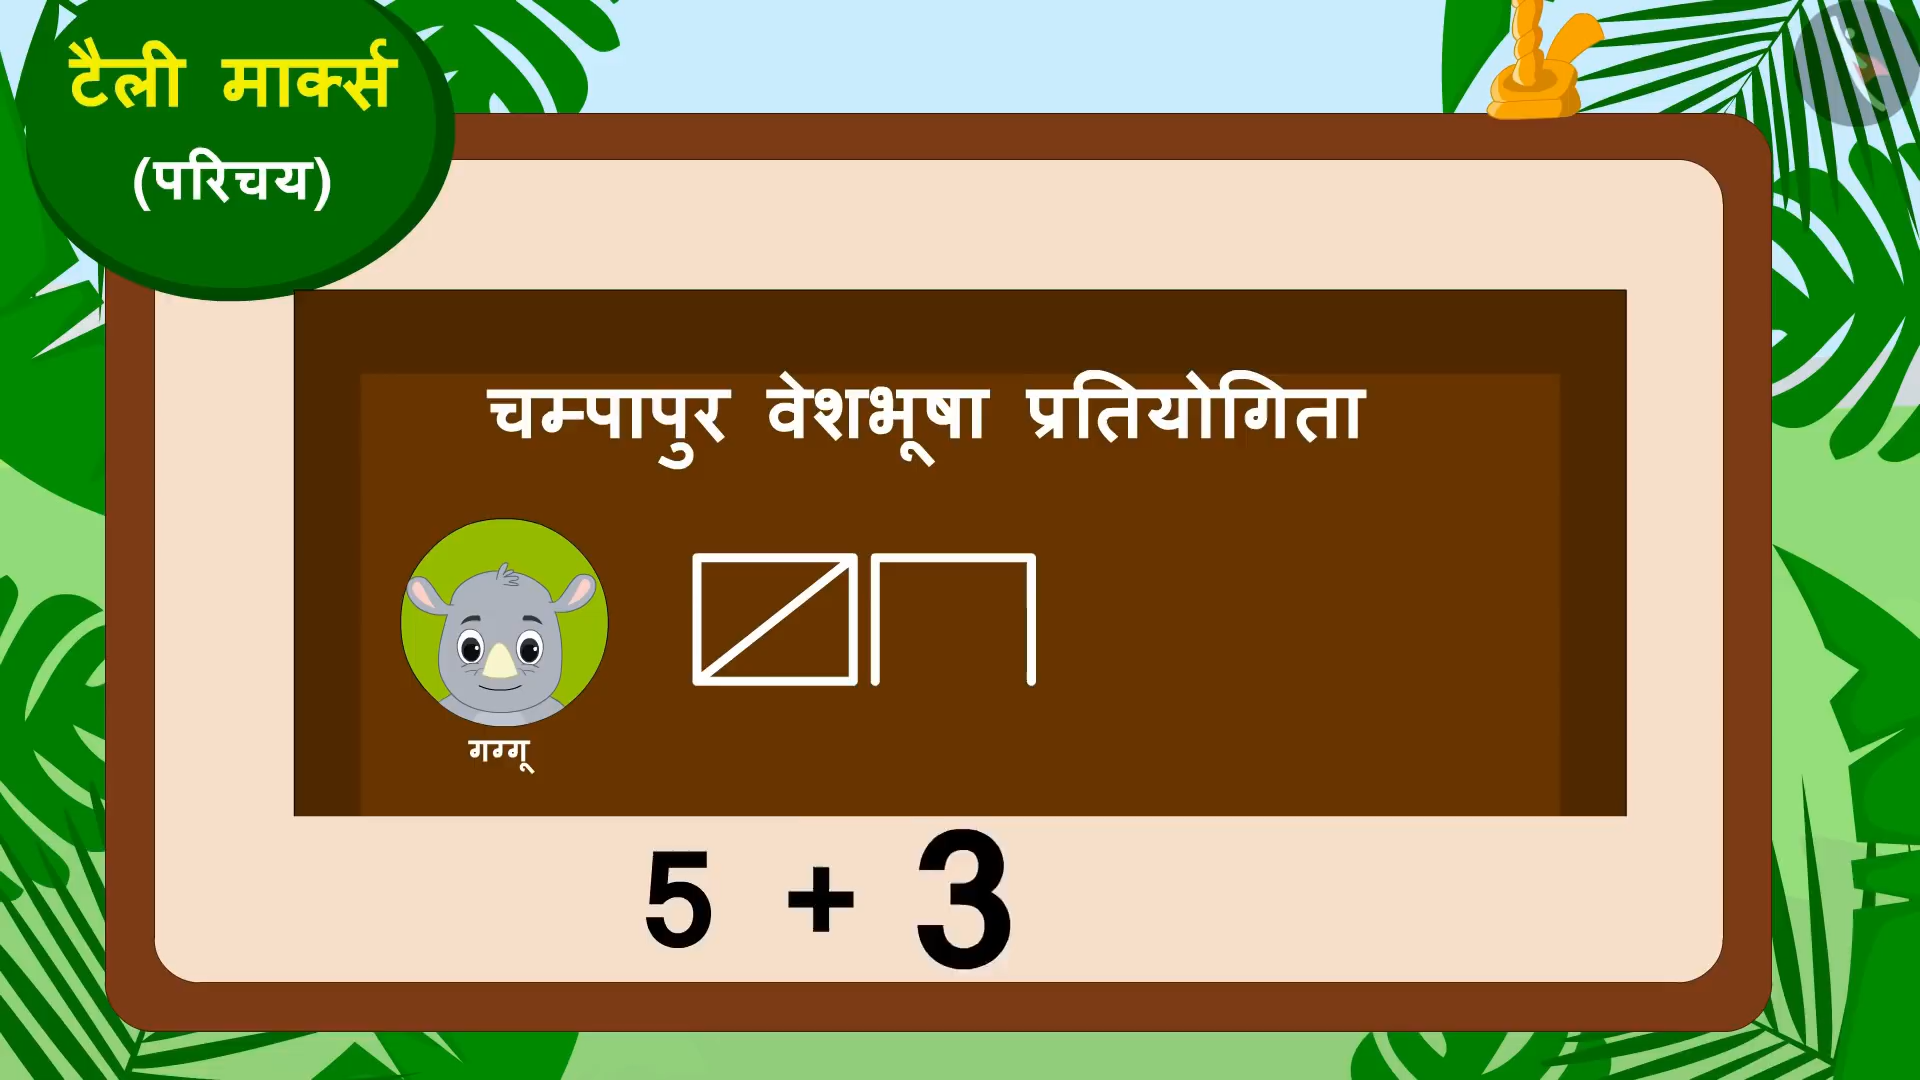 टैली मार्क्स
(परिचय)
चम्पापुर वेशभूषा प्रतियोगिता
गग्गू
5 + 3